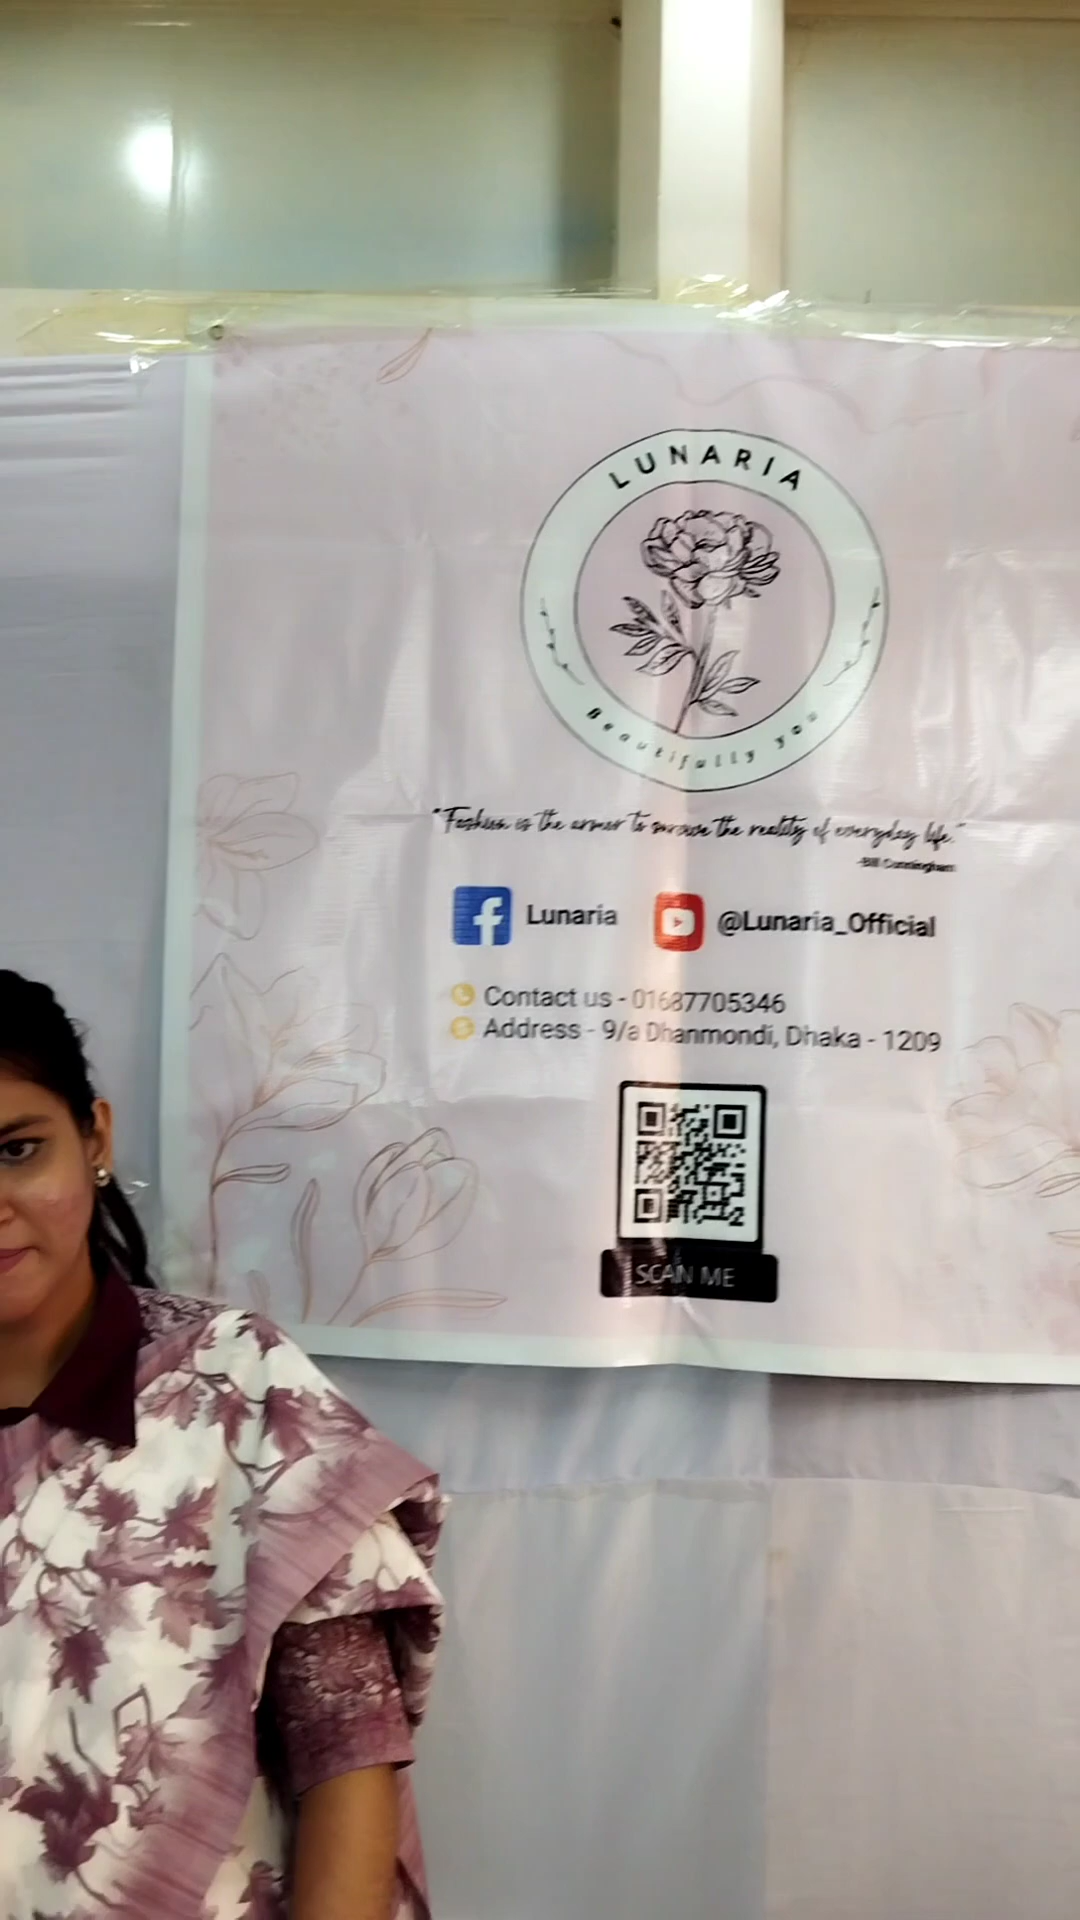 LUNARIA
Beautifully you
"Fashion is the armor to survive the reality of everyday life."
-Bill Cunningham
Lunaria @Lunaria_Official
Contact us - 01687705346
Address - 9/a Dhanmondi, Dhaka - 1209
SCAN ME